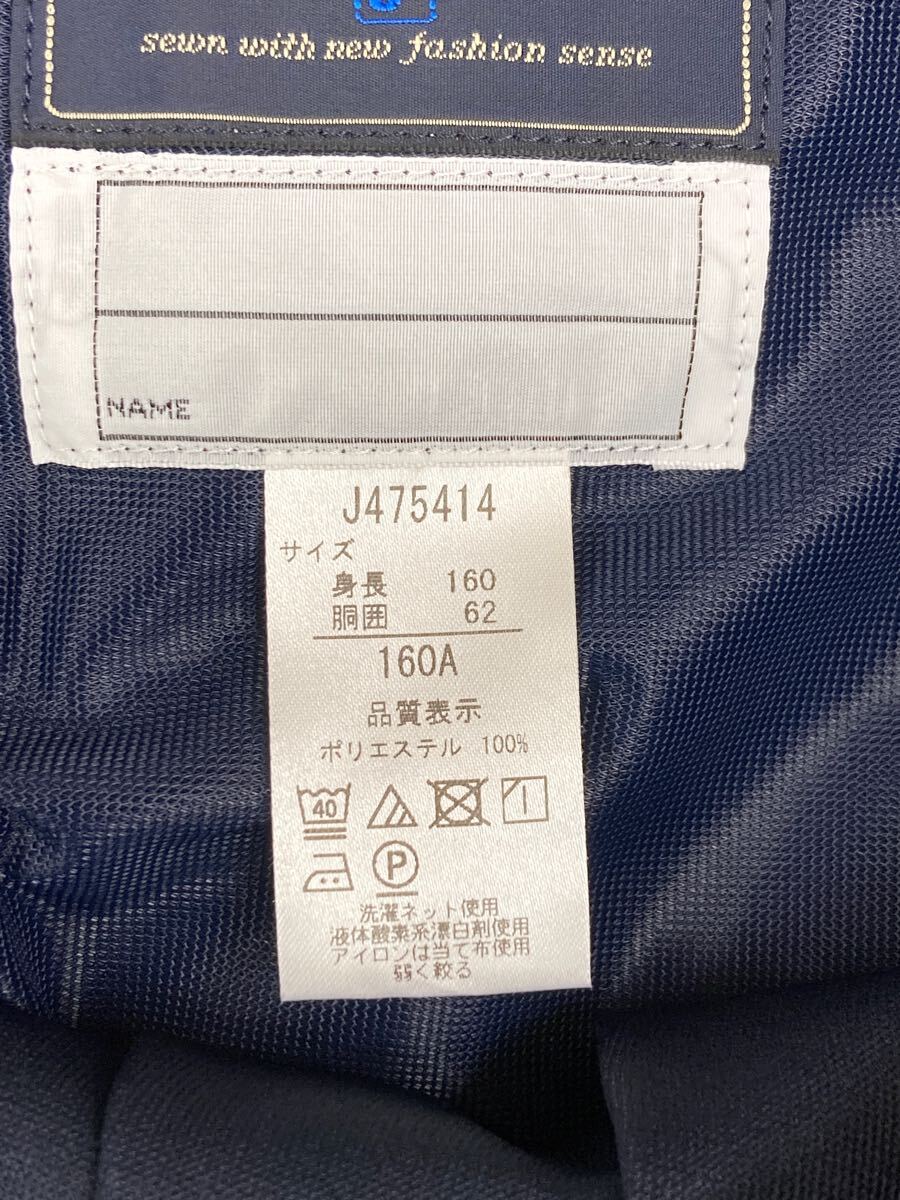 sewn with new fashion sense
NAME
J475414
サイズ
身長 160
胴囲 62
160A
品質表示
ポリエステル 100%
40
P
洗濯ネット使用
液体酸素系漂白剤使用
アイロンは当て布使用
弱く絞る